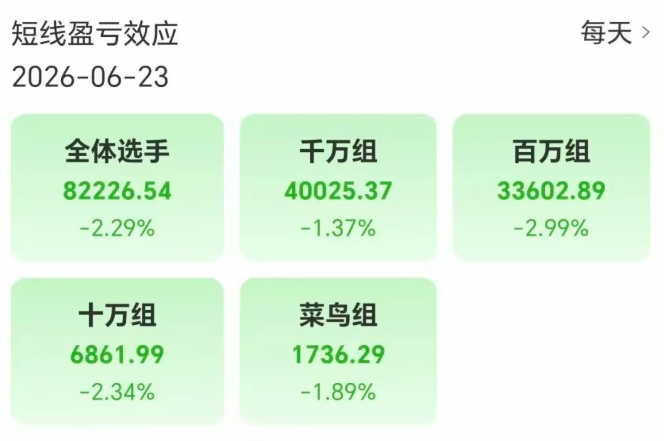 短线盈亏效应
每天 >
2026-06-23
全体选手
82226.54
-2.29%
千万组
40025.37
-1.37%
百万组
33602.89
-2.99%
十万组
6861.99
-2.34%
菜鸟组
1736.29
-1.89%